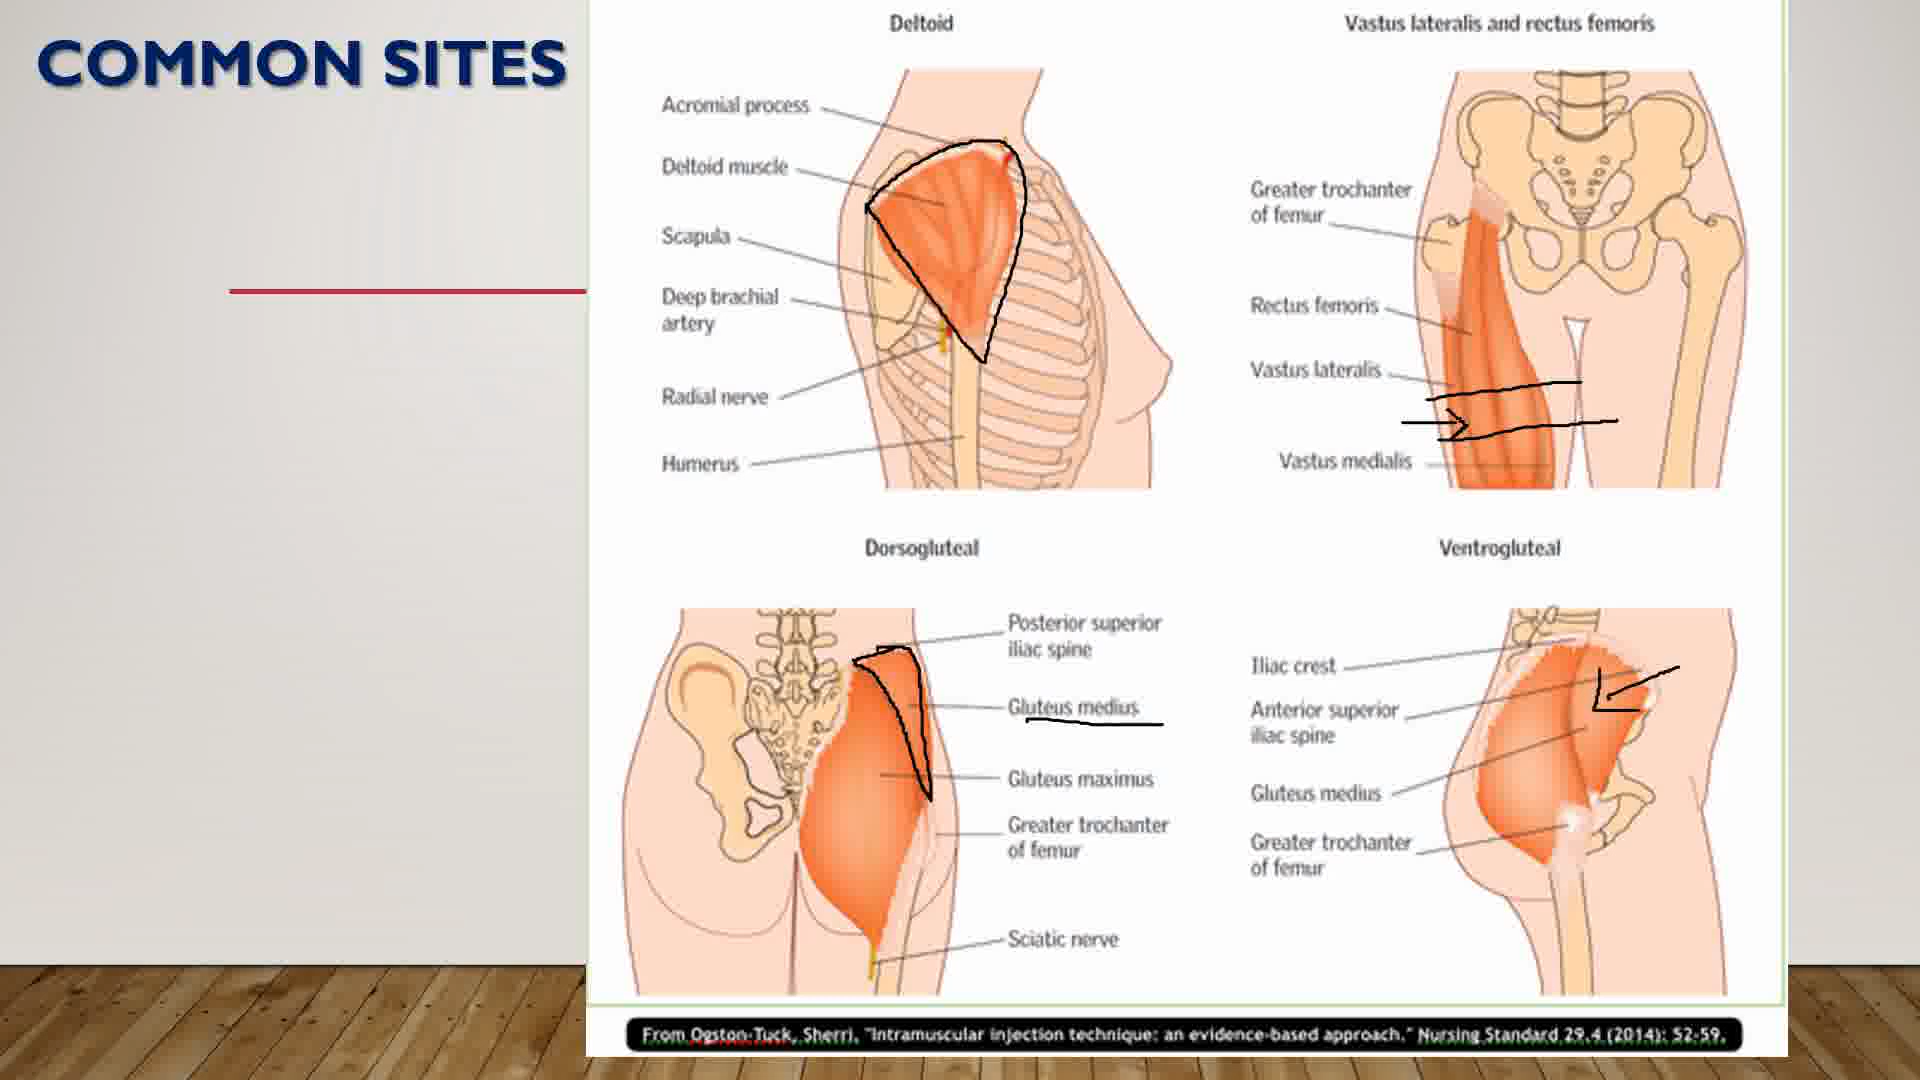 COMMON SITES
Deltoid
Acromial process
Deltoid muscle
Scapula
Deep brachial
artery
Radial nerve
Humerus
Vastus lateralis and rectus femoris
Greater trochanter
of femur
Rectus femoris
Vastus lateralis
Vastus medialis
Dorsogluteal
Posterior superior
iliac spine
Gluteus medius
Gluteus maximus
Greater trochanter
of femur
Sciatic nerve
Ventrogluteal
Iliac crest
Anterior superior
iliac spine
Gluteus medius
Greater trochanter
of femur
From Ogston-Tuck, Sherri. "Intramuscular injection technique: an evidence-based approach." Nursing Standard 29.4 (2014): 52-59.